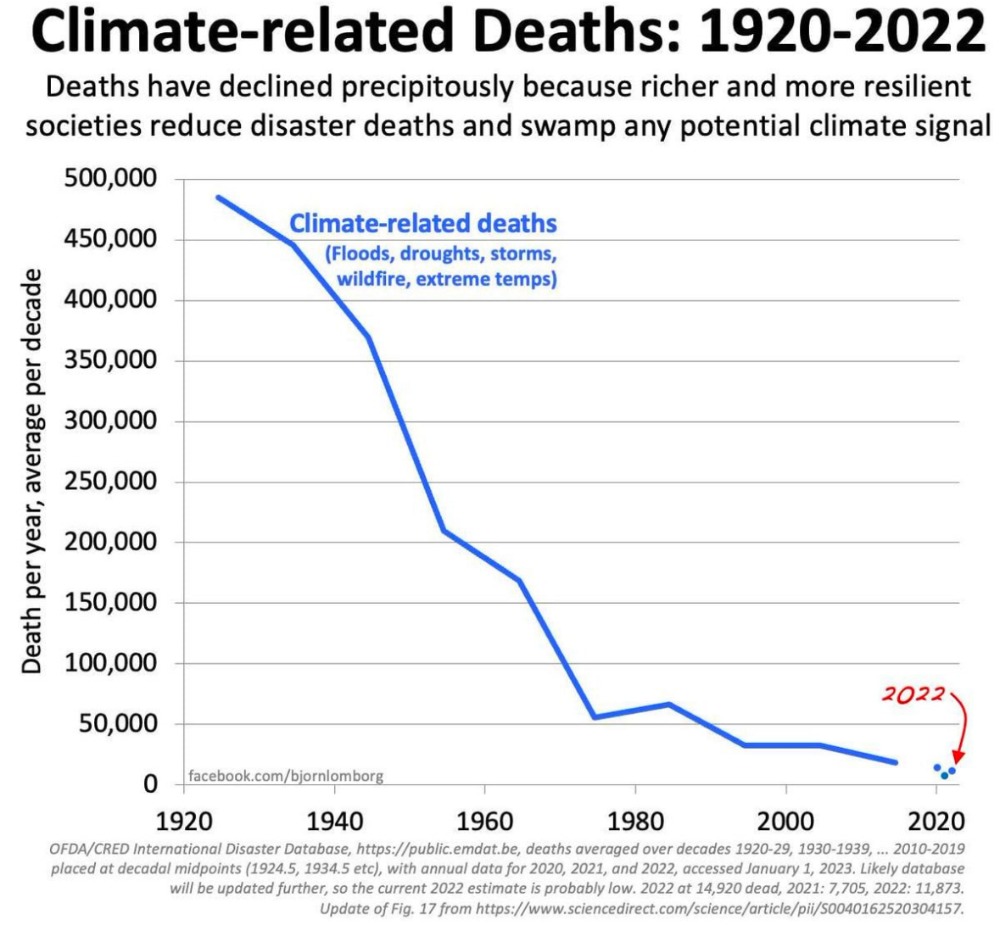 Climate-related Deaths: 1920-2022
Deaths have declined precipitously because richer and more resilient
societies reduce disaster deaths and swamp any potential climate signal
Death per year, average per decade
500,000
450,000
400,000
350,000
300,000
250,000
200,000
150,000
100,000
50,000
0
Climate-related deaths
(Floods, droughts, storms,
wildfire, extreme temps)
2022
facebook.com/bjornlomborg
1920
1940
1960
1980
2000
2020
OFDA/CRED International Disaster Database, https://public.emdat.be, deaths averaged over decades 1920-29, 1930-1939, ... 2010-2019
placed at decadal midpoints (1924.5, 1934.5 etc), with annual data for 2020, 2021, and 2022, accessed January 1, 2023. Likely database
will be updated further, so the current 2022 estimate is probably low. 2022 at 14,920 dead, 2021: 7,705, 2022: 11,873.
Update of Fig. 17 from https://www.sciencedirect.com/science/article/pii/S0040162520304157.